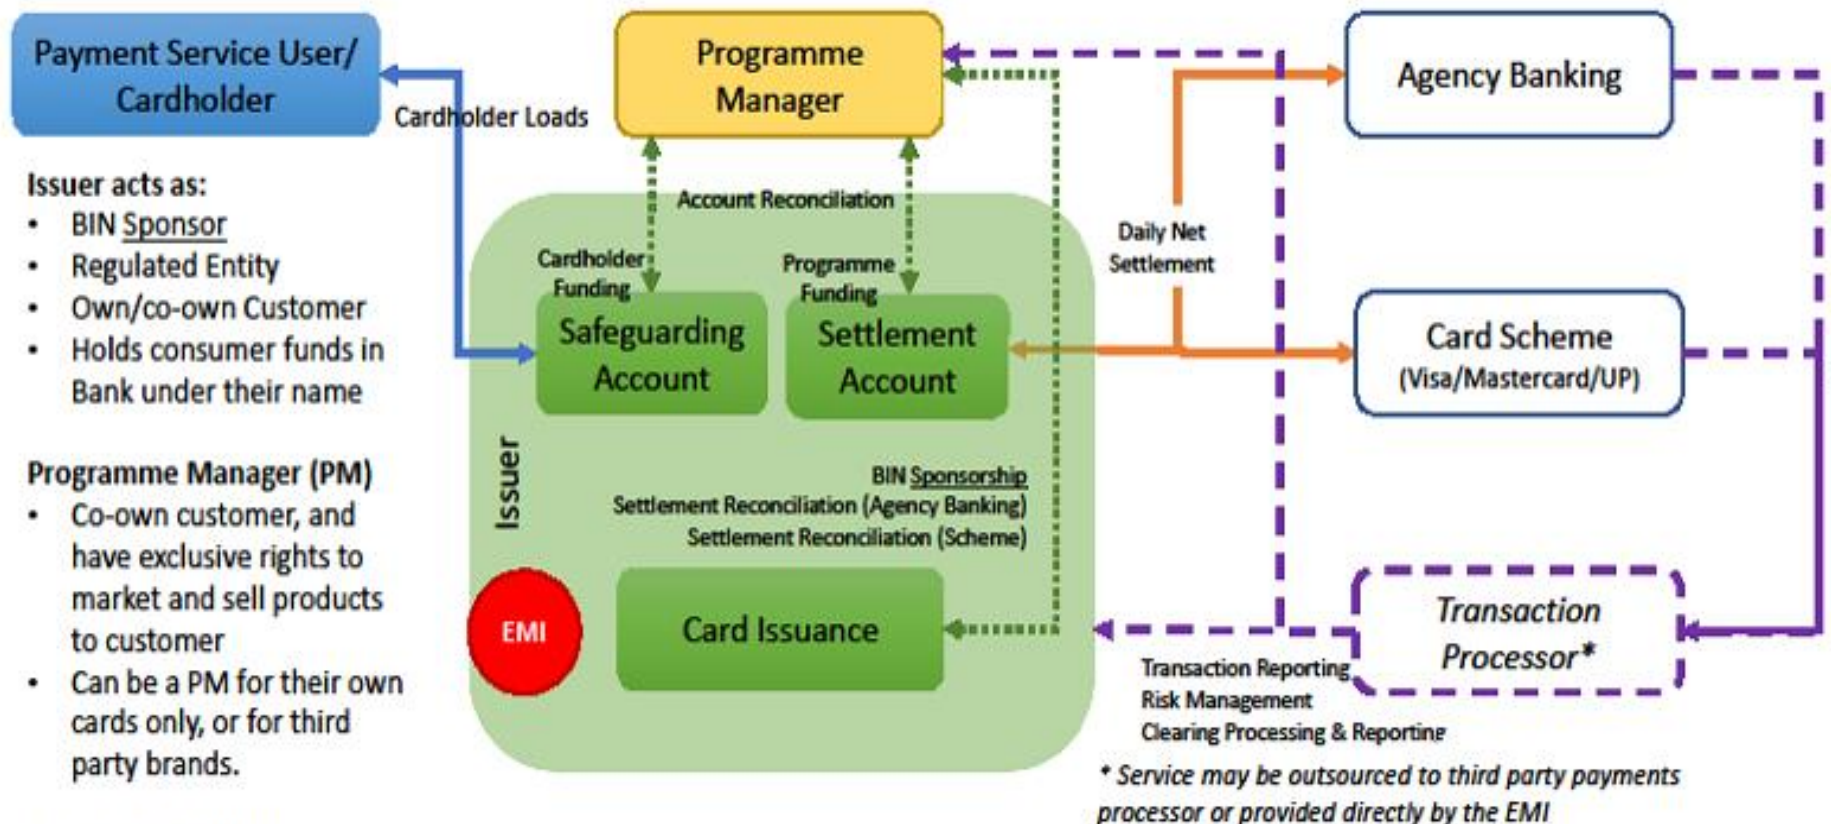 Payment Service User/
Cardholder
Cardholder Loads
Programme
Manager
Agency Banking
Issuer acts as:
• BIN Sponsor
• Regulated Entity
• Own/co-own Customer
• Holds consumer funds in
Bank under their name
Programme Manager (PM)
• Co-own customer, and
have exclusive rights to
market and sell products
to customer
• Can be a PM for their own
cards only, or for third
party brands.
Account Reconciliation
Cardholder
Funding
Programme
Funding
Safeguarding
Account
Settlement
Account
Daily Net
Settlement
Card Scheme
(Visa/Mastercard/UP)
Issuer
BIN Sponsorship
Settlement Reconciliation (Agency Banking)
Settlement Reconciliation (Scheme)
EMI
Card Issuance
Transaction
Processor*
Transaction Reporting
Risk Management
Clearing Processing & Reporting
* Service may be outsourced to third party payments
processor or provided directly by the EMI